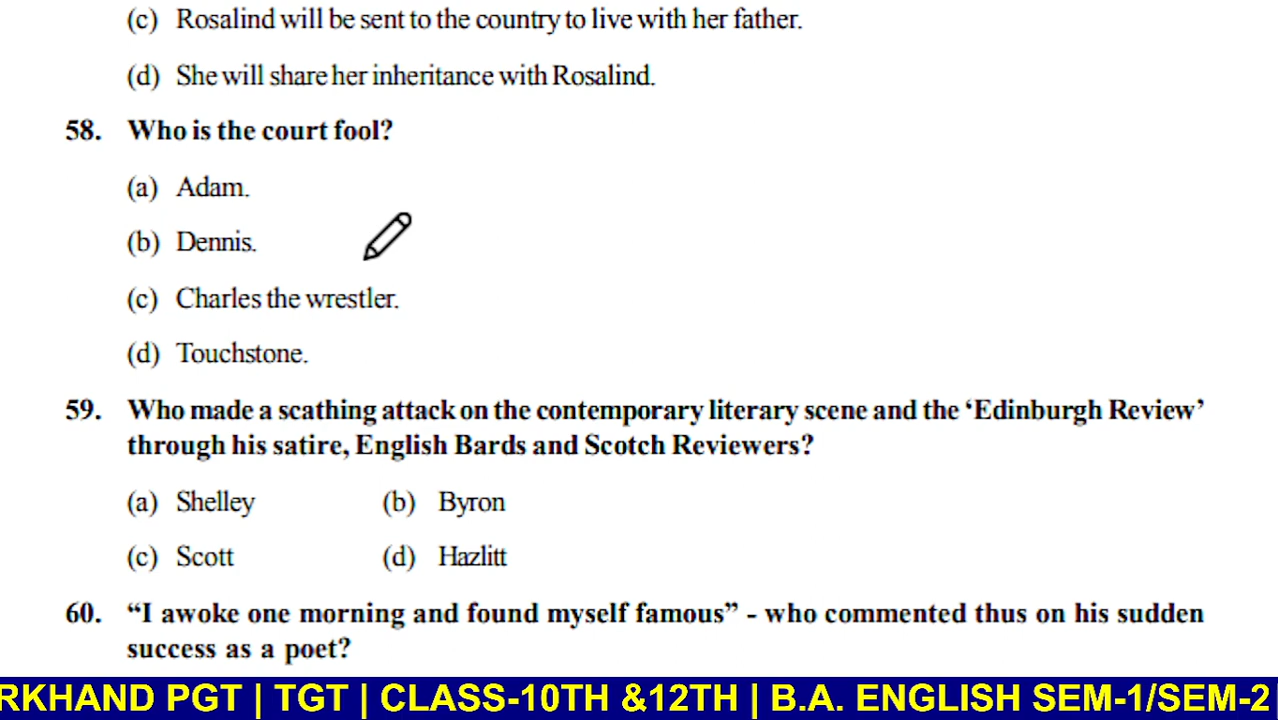 (c) Rosalind will be sent to the country to live with her father.
(d) She will share her inheritance with Rosalind.
58. Who is the court fool?
(a) Adam.
(b) Dennis.
(c) Charles the wrestler.
(d) Touchstone.
59. Who made a scathing attack on the contemporary literary scene and the ‘Edinburgh Review’
through his satire, English Bards and Scotch Reviewers?
(a) Shelley (b) Byron
(c) Scott (d) Hazlitt
60. “I awoke one morning and found myself famous” - who commented thus on his sudden
success as a poet?
RKHAND PGT | TGT | CLASS-10TH &12TH | B.A. ENGLISH SEM-1/SEM-2